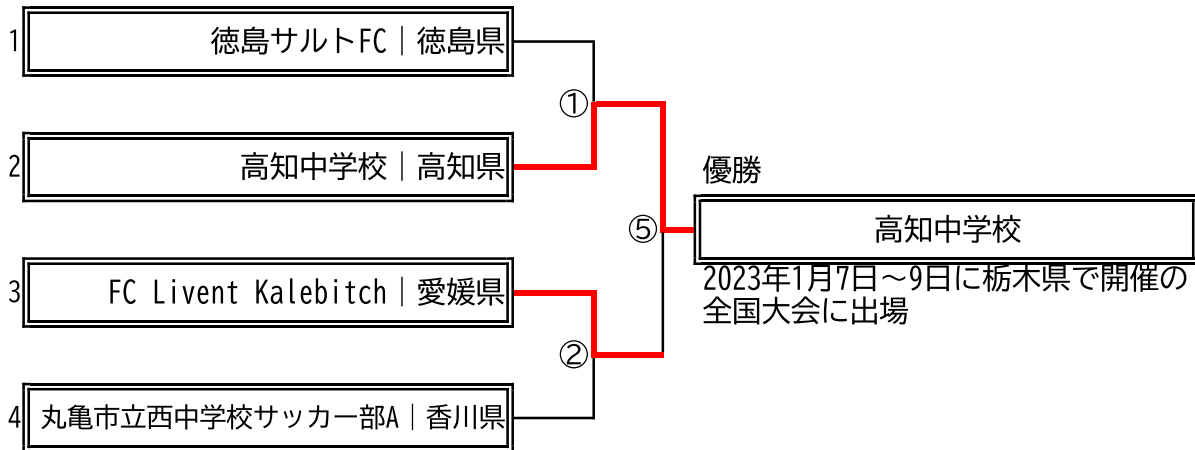 1 徳島サルトFC｜徳島県
①
2 高知中学校｜高知県
優勝
⑤
高知中学校
3 FC Livent Kalebitch｜愛媛県
2023年1月7日～9日に栃木県で開催の
全国大会に出場
②
4 丸亀市立西中学校サッカー部A｜香川県